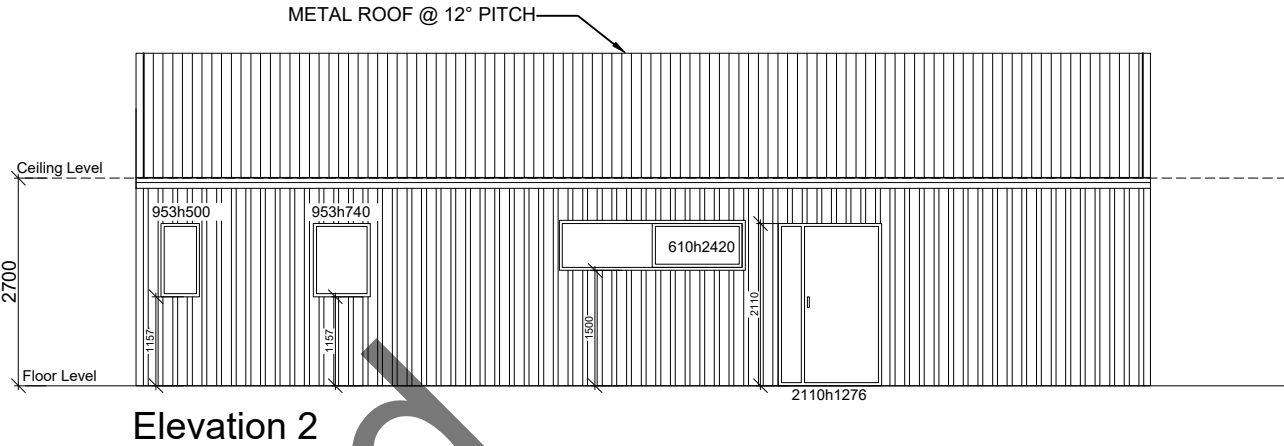 METAL ROOF @ 12° PITCH
Ceiling Level
953h500
953h740
610h2420
2700
1157
1157
1500
2110
Floor Level
2110h1276
Elevation 2